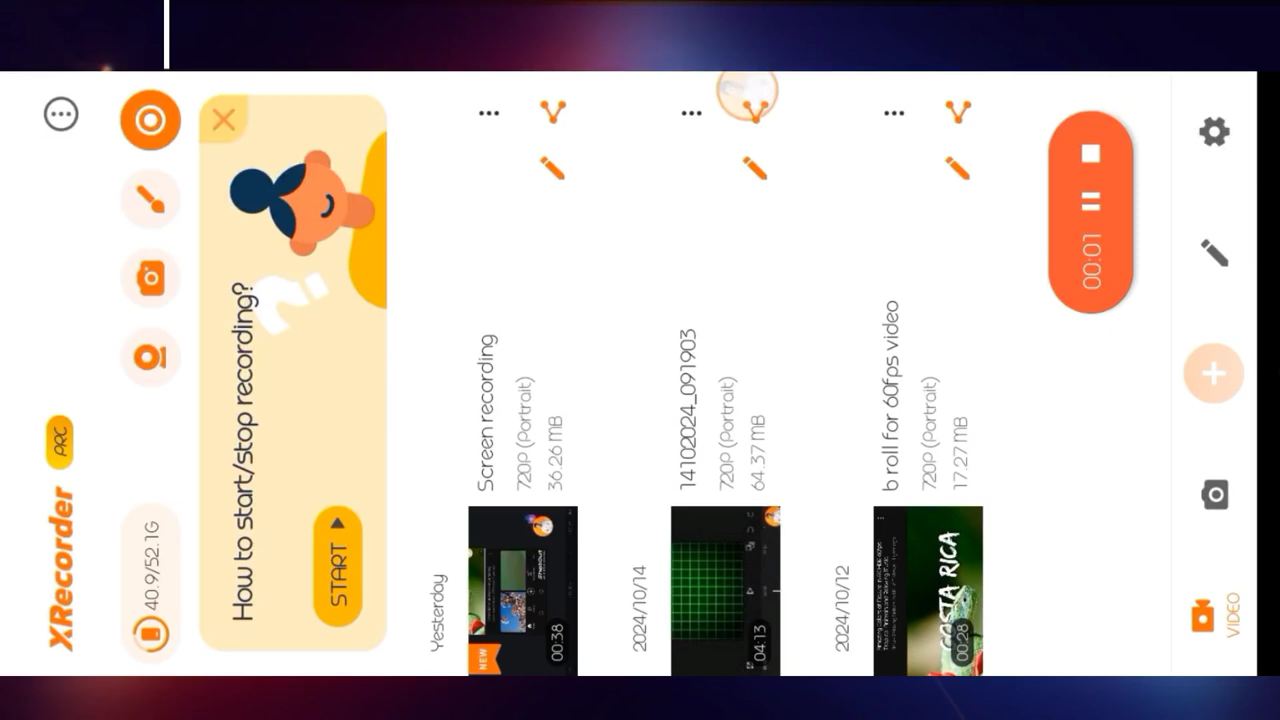 XRecorder
PRC
40.9/52.1G
How to start/stop recording?
START
Yesterday
NEW
00:38
Screen recording
720P (Portrait)
36.26 MB
2024/10/14
04:13
14102024_091903
720P (Portrait)
64.37 MB
2024/10/12
COSTA RICA
00:28
b roll for 60fps video
720P (Portrait)
17.27 MB
00:01
VIDEO